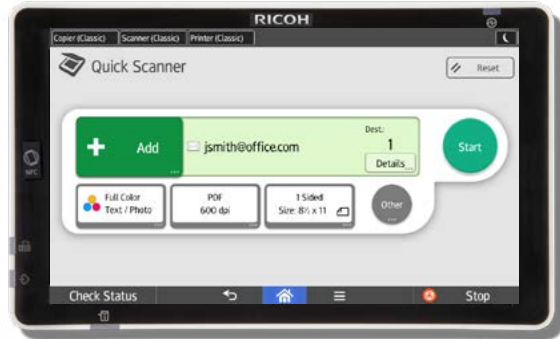 RICOH
Copier (Classic) Scanner (Classic) Printer (Classic)
Quick Scanner
Reset
Add
jsmith@office.com
Dest:
1
Details
Start
Full Color
Text / Photo
PDF
600 dpi
1 Sided
Size: 8½ x 11
Other
NFC
Check Status
Stop